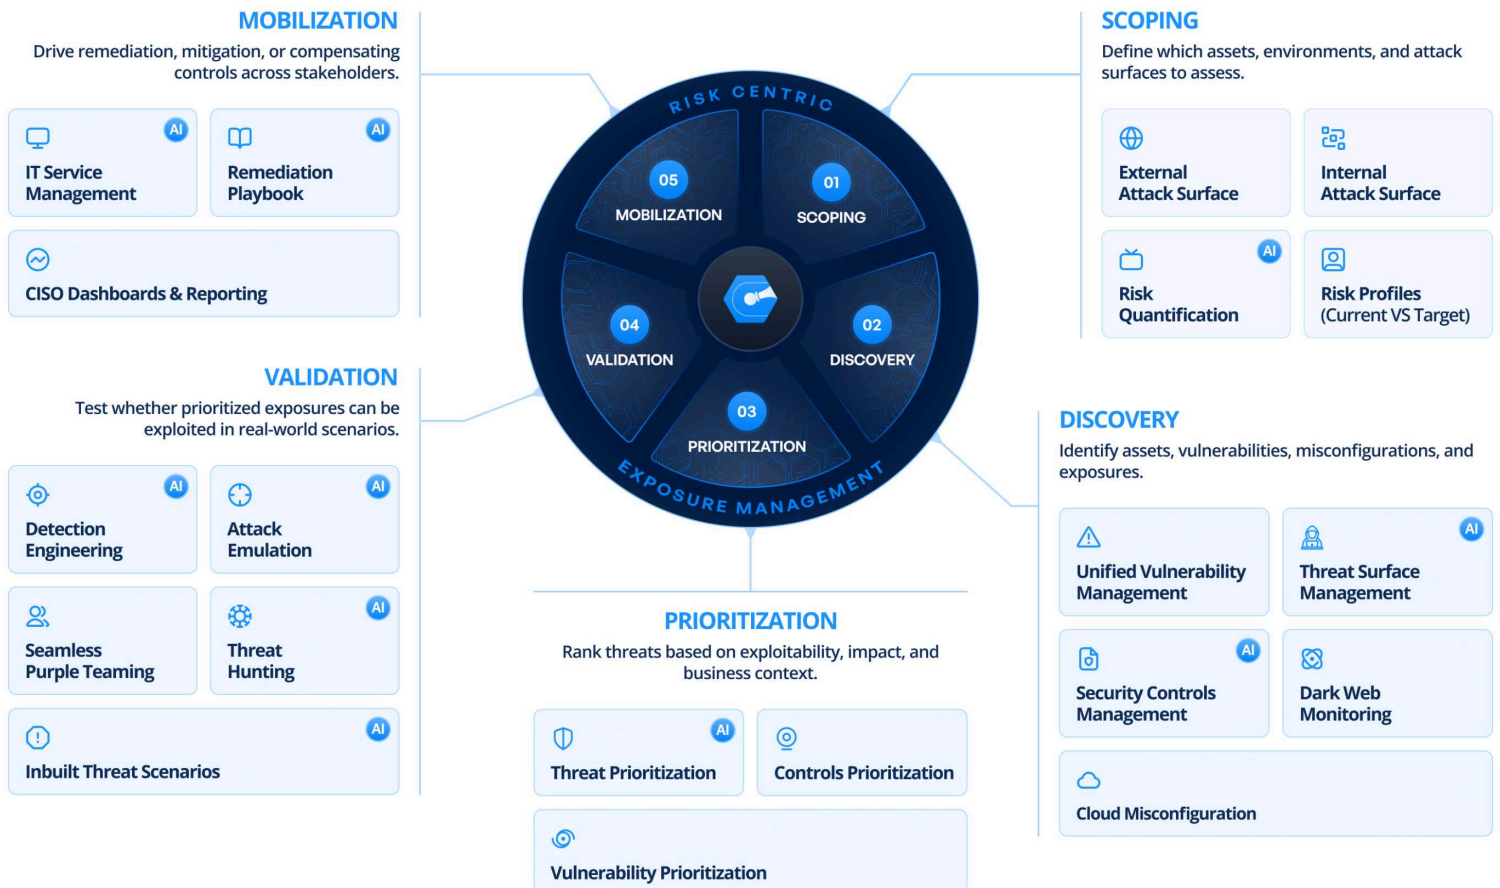 MOBILIZATION
Drive remediation, mitigation, or compensating
controls across stakeholders.
AI
IT Service
Management
AI
Remediation
Playbook
CISO Dashboards & Reporting
VALIDATION
Test whether prioritized exposures can be
exploited in real-world scenarios.
AI
Detection
Engineering
AI
Attack
Emulation
Seamless
Purple Teaming
AI
Threat
Hunting
AI
Inbuilt Threat Scenarios
RISK CENTRIC
05
MOBILIZATION
01
SCOPING
04
VALIDATION
02
DISCOVERY
03
PRIORITIZATION
EXPOSURE MANAGEMENT
PRIORITIZATION
Rank threats based on exploitability, impact, and
business context.
AI
Threat Prioritization
Controls Prioritization
Vulnerability Prioritization
SCOPING
Define which assets, environments, and attack
surfaces to assess.
External
Attack Surface
Internal
Attack Surface
AI
Risk
Quantification
Risk Profiles
(Current VS Target)
DISCOVERY
Identify assets, vulnerabilities, misconfigurations, and
exposures.
Unified Vulnerability
Management
AI
Threat Surface
Management
AI
Security Controls
Management
Dark Web
Monitoring
Cloud Misconfiguration